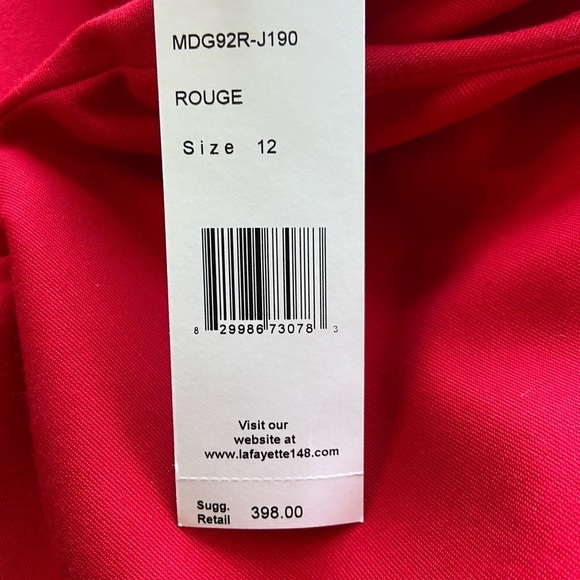 MDG92R-J190
ROUGE
Size 12
8 29986 73078 3
Visit our
website at
www.lafayette148.com
Sugg.
Retail 398.00